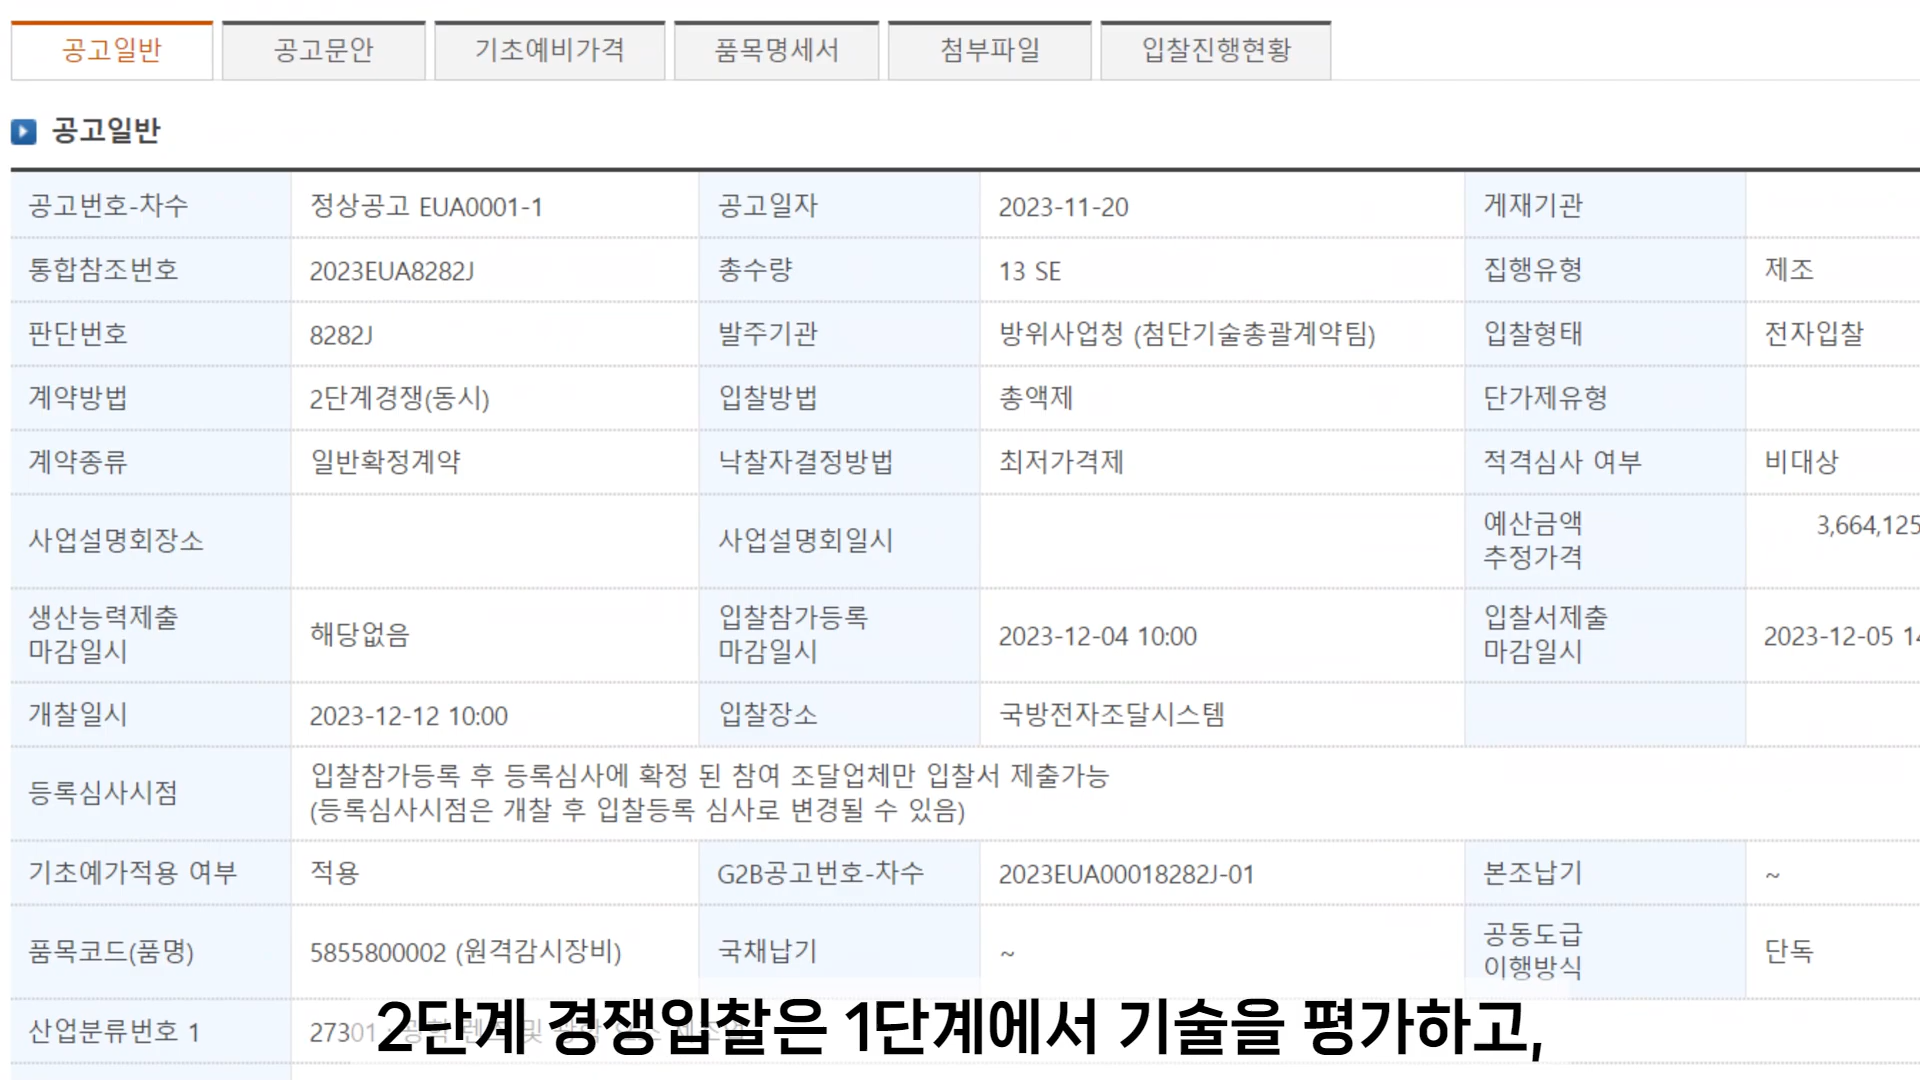 공고일반 공고문안 기초예비가격 품목명세서 첨부파일 입찰진행현황
공고일반
공고번호-차수 정상공고 EUA0001-1 공고일자 2023-11-20 게재기관
통합참조번호 2023EUA8282J 총수량 13 SE 집행유형 제조
판단번호 8282J 발주기관 방위사업청 (첨단기술총괄계약팀) 입찰형태 전자입찰
계약방법 2단계경쟁(동시) 입찰방법 총액제 단가제유형
계약종류 일반확정계약 낙찰자결정방법 최저가격제 적격심사 여부 비대상
사업설명회장소 사업설명회일시 예산금액 3,664,125
추정가격
생산능력제출
마감일시 해당없음 입찰참가등록
마감일시 2023-12-04 10:00 입찰서제출
마감일시 2023-12-05 14
개찰일시 2023-12-12 10:00 입찰장소 국방전자조달시스템
등록심사시점 입찰참가등록 후 등록심사에 확정 된 참여 조달업체만 입찰서 제출가능
(등록심사시점은 개찰 후 입찰등록 심사로 변경될 수 있음)
기초예가적용 여부 적용 G2B공고번호-차수 2023EUA00018282J-01 본조납기 ~
품목코드(품명) 5855800002 (원격감시장비) 국채납기 ~ 공동도급
이행방식 단독
산업분류번호 1 27301
2단계 경쟁입찰은 1단계에서 기술을 평가하고,